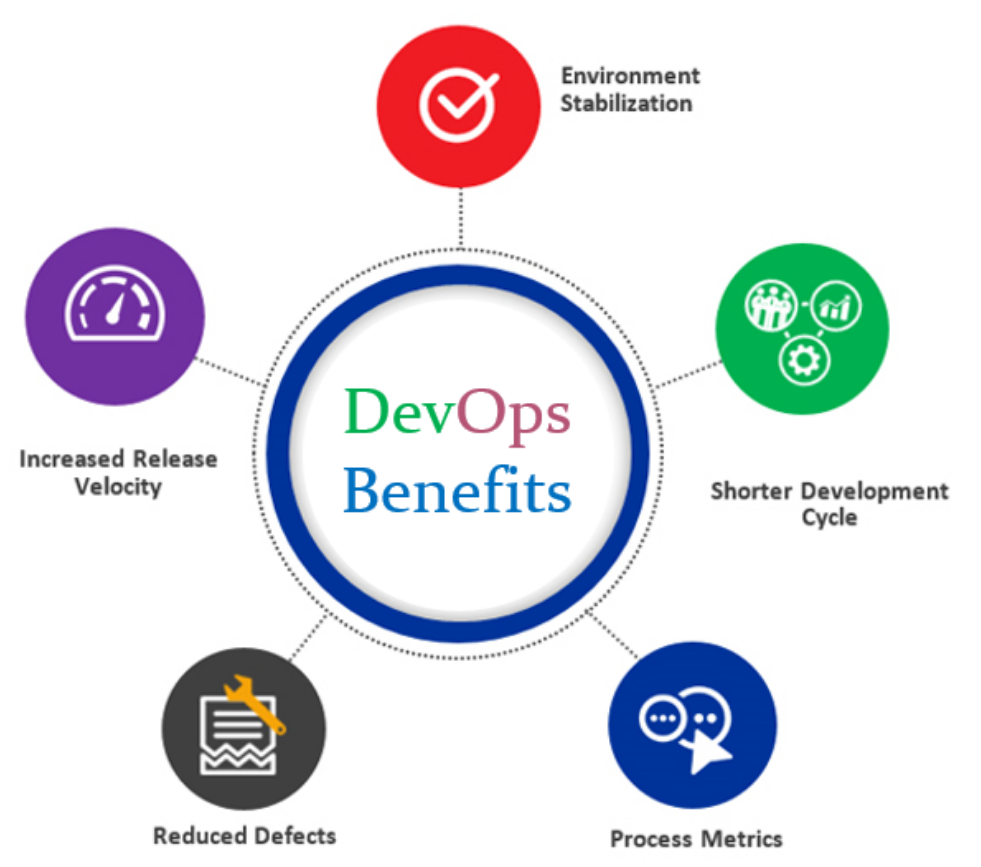 Environment
Stabilization
DevOps
Benefits
Increased Release
Velocity
Shorter Development
Cycle
Reduced Defects
Process Metrics